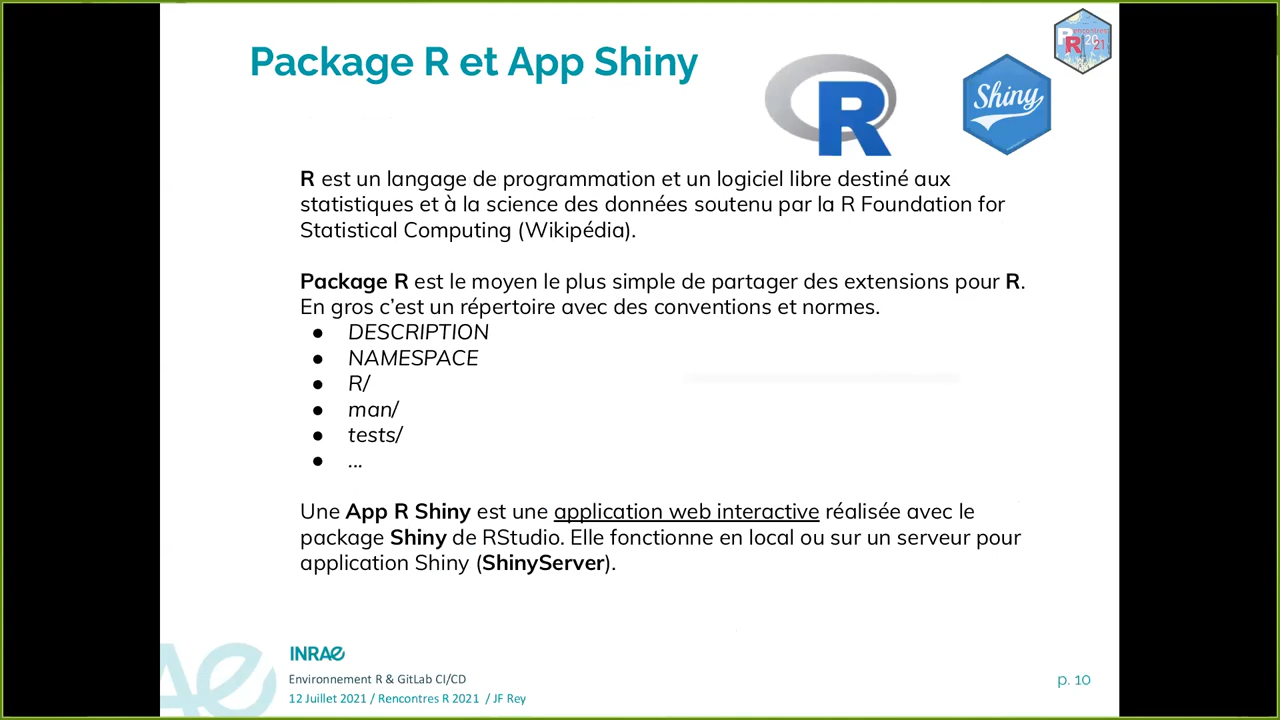 Package R et App Shiny
R
Shiny
Rencontres
R 20
R 21
R est un langage de programmation et un logiciel libre destiné aux
statistiques et à la science des données soutenu par la R Foundation for
Statistical Computing (Wikipédia).
Package R est le moyen le plus simple de partager des extensions pour R.
En gros c’est un répertoire avec des conventions et normes.
● DESCRIPTION
● NAMESPACE
● R/
● man/
● tests/
● ...
Une App R Shiny est une application web interactive réalisée avec le
package Shiny de RStudio. Elle fonctionne en local ou sur un serveur pour
application Shiny (ShinyServer).
INRAE
Environnement R & GitLab CI/CD
12 Juillet 2021 / Rencontres R 2021 / JF Rey
p. 10